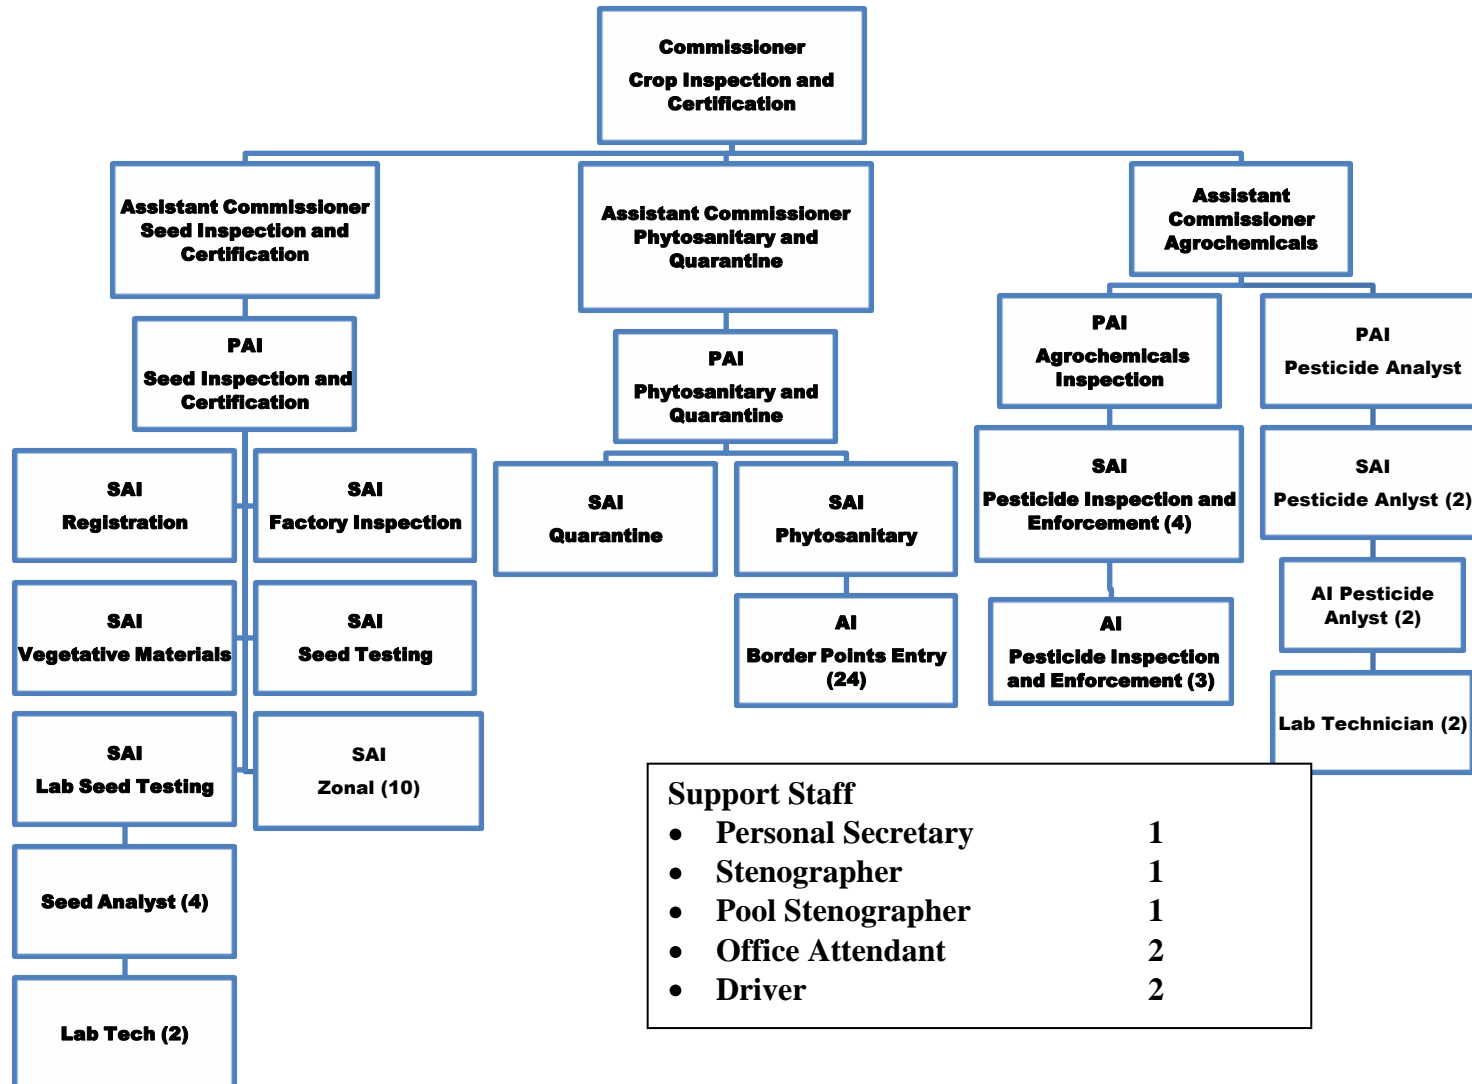 Commissioner
Crop Inspection and
Certification
Assistant Commissioner
Seed Inspection and
Certification
Assistant Commissioner
Phytosanitary and
Quarantine
Assistant
Commissioner
Agrochemicals
PAI
Seed Inspection and
Certification
PAI
Phytosanitary and
Quarantine
PAI
Agrochemicals
Inspection
PAI
Pesticide Analyst
SAI
Registration
SAI
Factory Inspection
SAI
Quarantine
SAI
Phytosanitary
SAI
Pesticide Inspection and
Enforcement (4)
SAI
Pesticide Anlyst (2)
SAI
Vegetative Materials
SAI
Seed Testing
AI
Border Points Entry
(24)
AI
Pesticide Inspection
and Enforcement (3)
AI Pesticide
Anlyst (2)
SAI
Lab Seed Testing
SAI
Zonal (10)
Lab Technician (2)
Seed Analyst (4)
Lab Tech (2)
Support Staff
• Personal Secretary 1
• Stenographer 1
• Pool Stenographer 1
• Office Attendant 2
• Driver 2